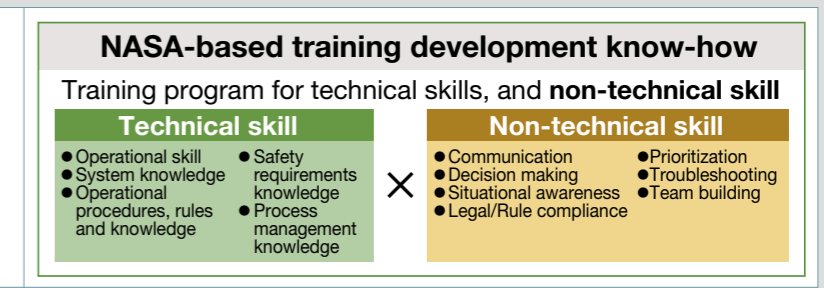 NASA-based training development know-how
Training program for technical skills, and non-technical skill
Technical skill
● Operational skill
● System knowledge
● Operational
procedures, rules
and knowledge
● Safety
requirements
knowledge
● Process
management
knowledge
×
Non-technical skill
● Communication
● Decision making
● Situational awareness
● Legal/Rule compliance
● Prioritization
● Troubleshooting
● Team building